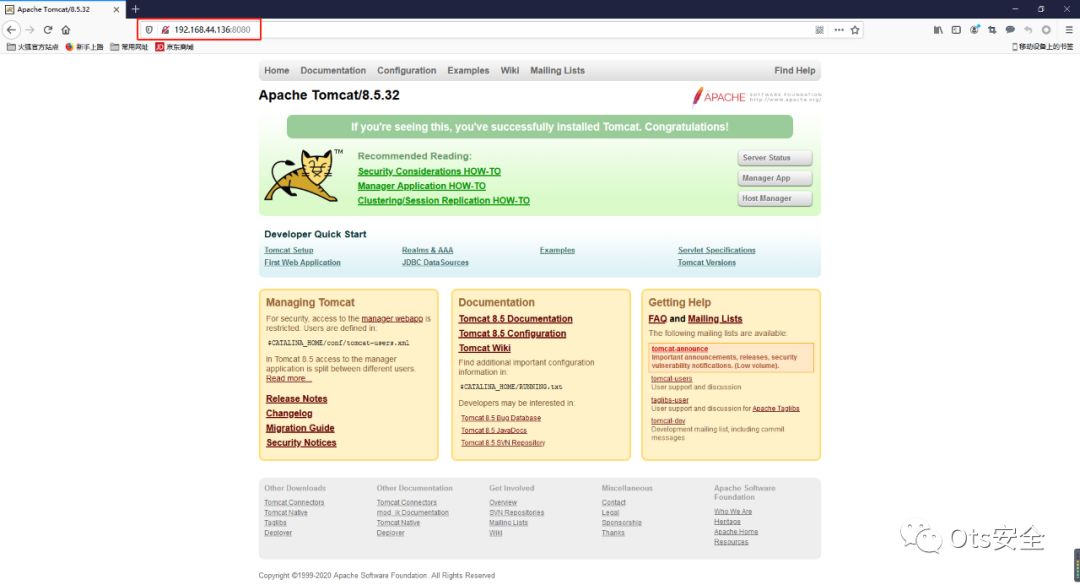 Apache Tomcat/8.5.32
192.168.44.136:8080
火狐官方站点 新手上路 常用网址 京东商城 移动设备上的书签
Home Documentation Configuration Examples Wiki Mailing Lists Find Help
Apache Tomcat/8.5.32
APACHE SOFTWARE FOUNDATION
http://www.apache.org/
If you're seeing this, you've successfully installed Tomcat. Congratulations!
TM
Recommended Reading:
Security Considerations HOW-TO
Manager Application HOW-TO
Clustering/Session Replication HOW-TO
Server Status
Manager App
Host Manager
Developer Quick Start
Tomcat Setup
First Web Application
Realms & AAA
JDBC DataSources
Examples
Servlet Specifications
Tomcat Versions
Managing Tomcat
For security, access to the manager webapp is
restricted. Users are defined in:
$CATALINA_HOME/conf/tomcat-users.xml
In Tomcat 8.5 access to the manager
application is split between different users.
Read more...
Release Notes
Changelog
Migration Guide
Security Notices
Documentation
Tomcat 8.5 Documentation
Tomcat 8.5 Configuration
Tomcat Wiki
Find additional important configuration
information in:
$CATALINA_HOME/RUNNING.txt
Developers may be interested in:
Tomcat 8.5 Bug Database
Tomcat 8.5 JavaDocs
Tomcat 8.5 SVN Repository
Getting Help
FAQ and Mailing Lists
The following mailing lists are available:
tomcat-announce
Important announcements, releases, security
vulnerability notifications. (Low volume).
tomcat-users
User support and discussion
taglibs-user
User support and discussion for Apache Taglibs
tomcat-dev
Development mailing list, including commit
messages
Other Downloads
Tomcat Connectors
Tomcat Native
Taglibs
Deployer
Other Documentation
Tomcat Connectors
mod_jk Documentation
Tomcat Native
Deployer
Get Involved
Overview
SVN Repositories
Mailing Lists
Wiki
Miscellaneous
Contact
Legal
Sponsorship
Thanks
Apache Software
Foundation
Who We Are
Heritage
Apache Home
Resources
Ots安全
Copyright ©1999-2020 Apache Software Foundation. All Rights Reserved